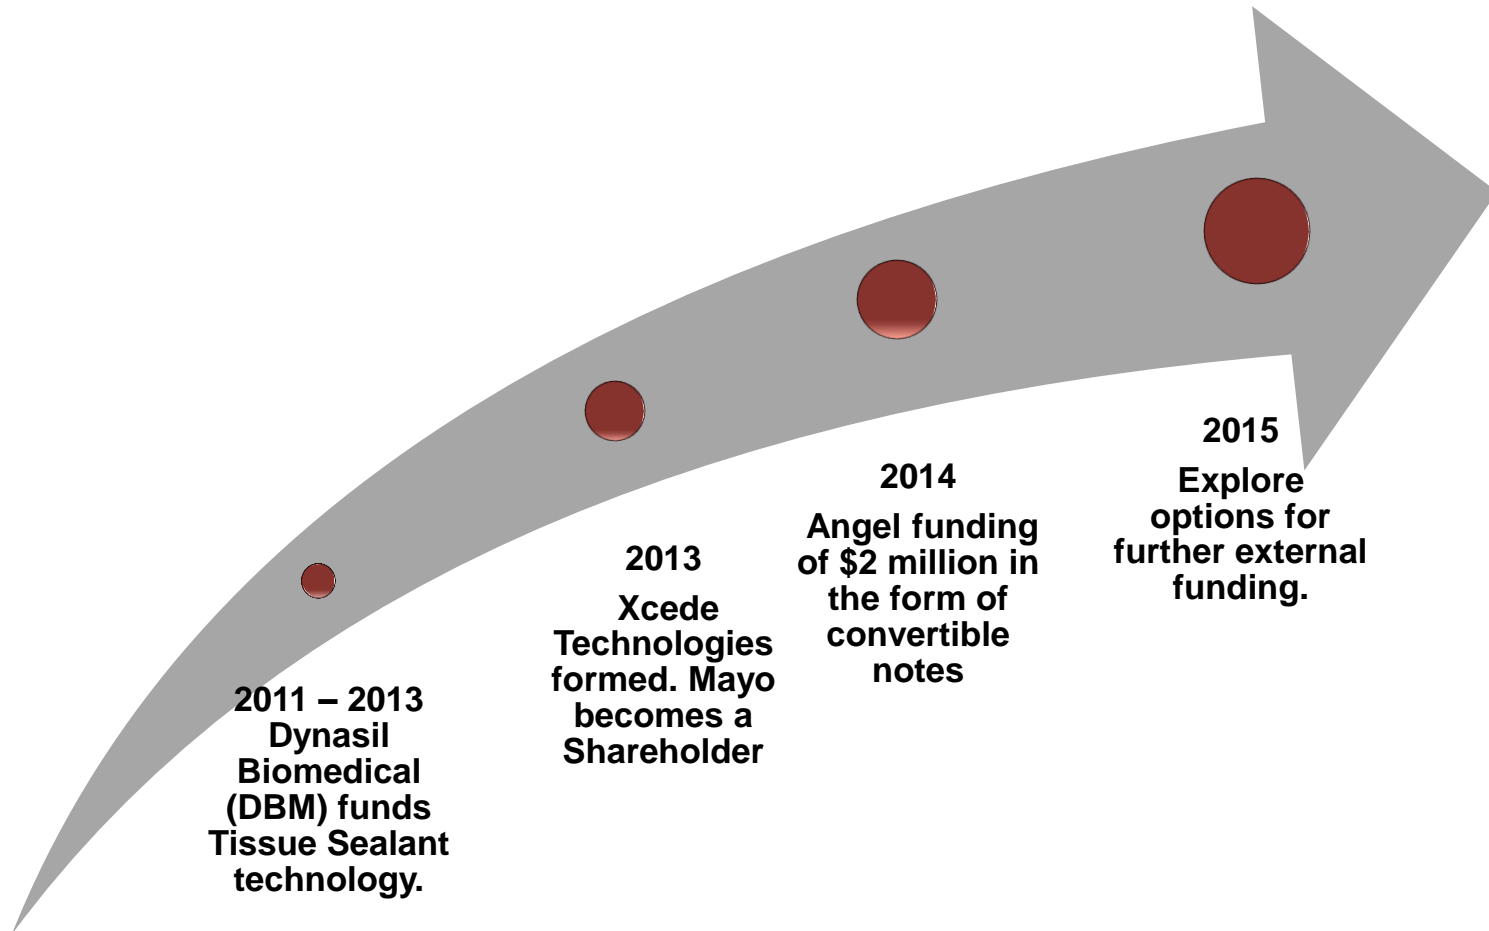 2011 – 2013
Dynasil
Biomedical
(DBM) funds
Tissue Sealant
technology.
2013
Xcede
Technologies
formed. Mayo
becomes a
Shareholder
2014
Angel funding
of $2 million in
the form of
convertible
notes
2015
Explore
options for
further external
funding.